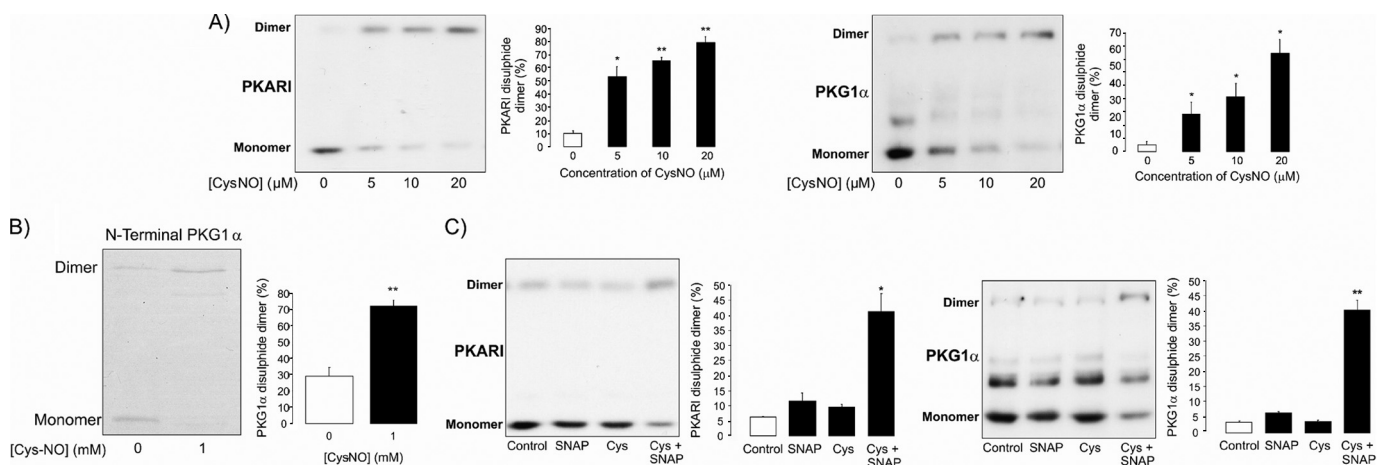 A)
Dimer
PKARI
Monomer
[CysNO] (µM) 0 5 10 20
PKARI disulphide
dimer (%)
90
80
70
60
50
40
30
20
10
0
* ** **
0 5 10 20
Concentration of CysNO (µM)
Dimer
PKG1α
Monomer
[CysNO] (µM) 0 5 10 20
PKG1α disulphide
dimer (%)
70
60
50
40
30
20
10
0
* * *
0 5 10 20
Concentration of CysNO (µM)
B)
N-Terminal PKG1α
Dimer
Monomer
[Cys-NO] (mM) 0 1
PKG1α disulphide dimer (%)
80
70
60
50
40
30
20
10
0
**
0 1
[CysNO] (mM)
C)
Dimer
PKARI
Monomer
Control SNAP Cys Cys +
SNAP
PKARI disulphide dimer (%)
50
45
40
35
30
25
20
15
10
5
0
*
Control SNAP Cys Cys +
SNAP
Dimer
PKG1α
Monomer
Control SNAP Cys Cys +
SNAP
PKG1α disulphide dimer (%)
50
45
40
35
30
25
20
15
10
5
0
**
Control SNAP Cys Cys +
SNAP